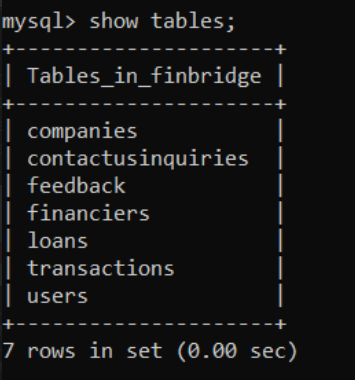 mysql> show tables;
+---------------------+
| Tables_in_finbridge |
+---------------------+
| companies           |
| contactusinquiries  |
| feedback            |
| financiers          |
| loans               |
| transactions        |
| users               |
+---------------------+
7 rows in set (0.00 sec)